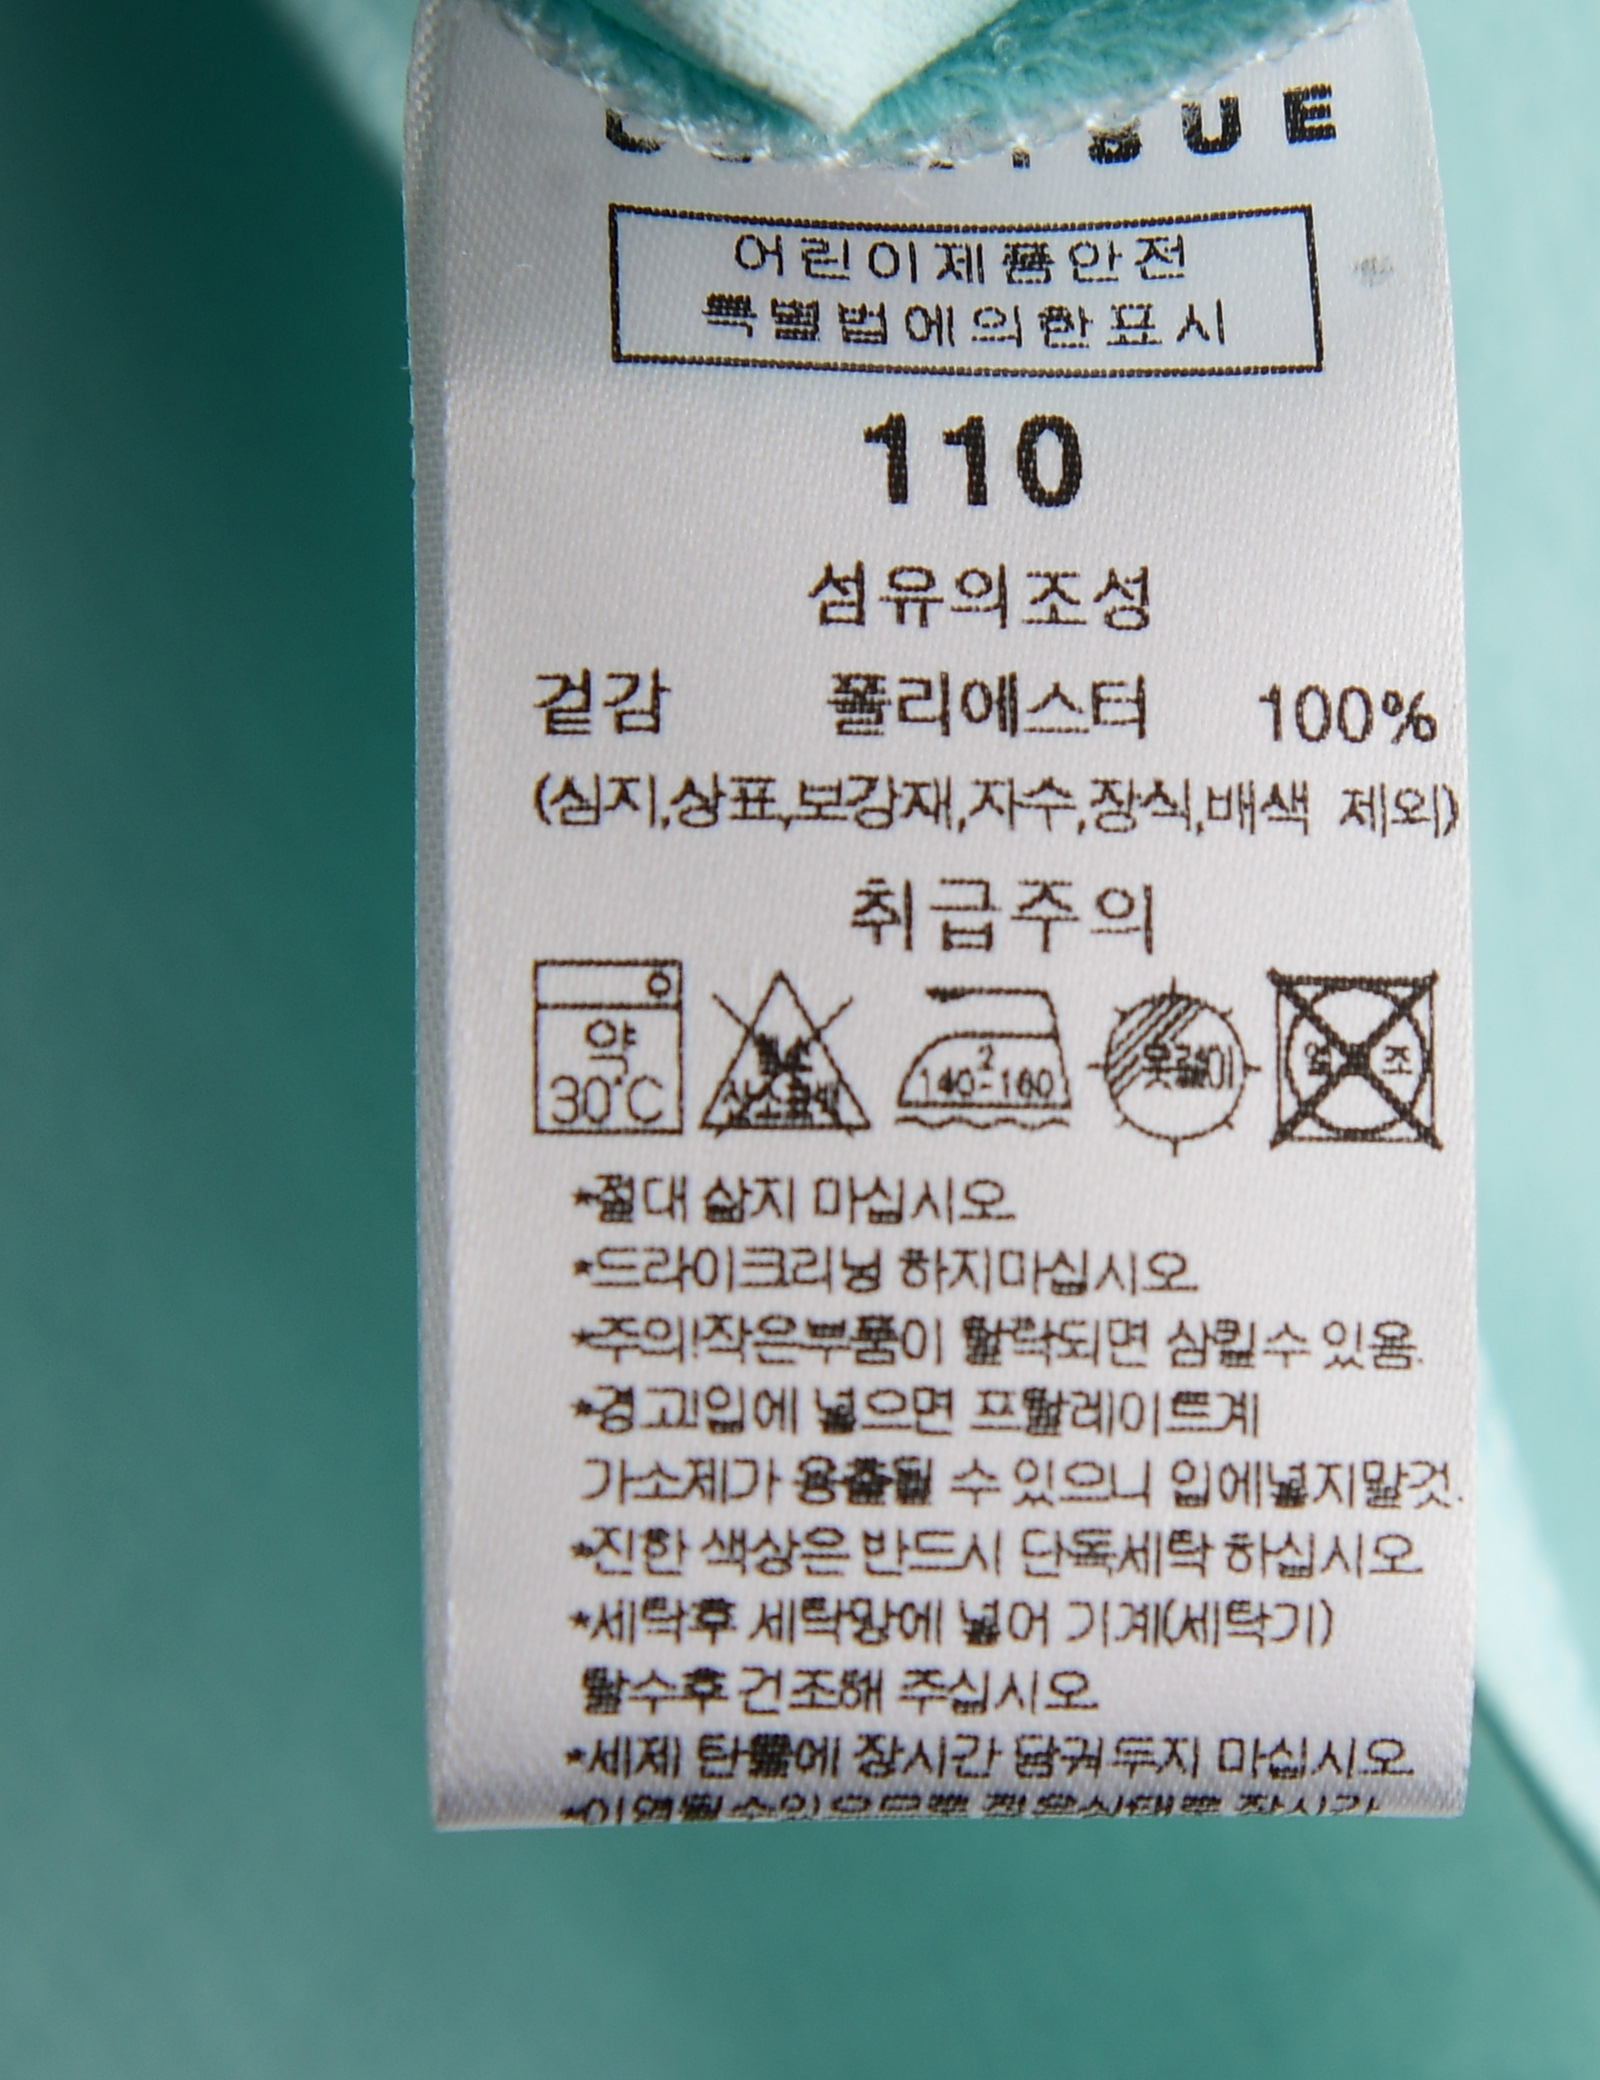 어린이제품안전
특별법에의한표시
110
섬유의조성
겉감 폴리에스터 100%
(심지,상표,보강재,자수,장식,배색 제외)
취급주의
약
30°C
염소
산소표백
2
140-160
옷걸이
조
*절대 삶지 마십시오
*드라이크리닝 하지마십시오
*주의!작은부품이 탈락되면 삼킬수 있음.
*경고!입에 넣으면 프탈레이트계
가소제가 용출될 수 있으니 입에넣지말것.
*진한 색상은 반드시 단독세탁 하십시오
*세탁후 세탁망에 넣어 기계(세탁기)
탈수후 건조해 주십시오
*세제 탄물에 장시간 담궈두지 마십시오